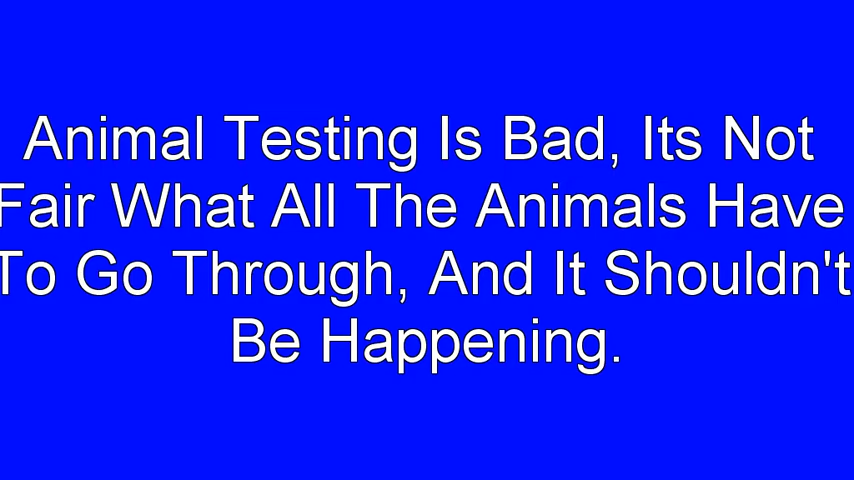 Animal Testing Is Bad, Its Not
Fair What All The Animals Have
To Go Through, And It Shouldn't
Be Happening.